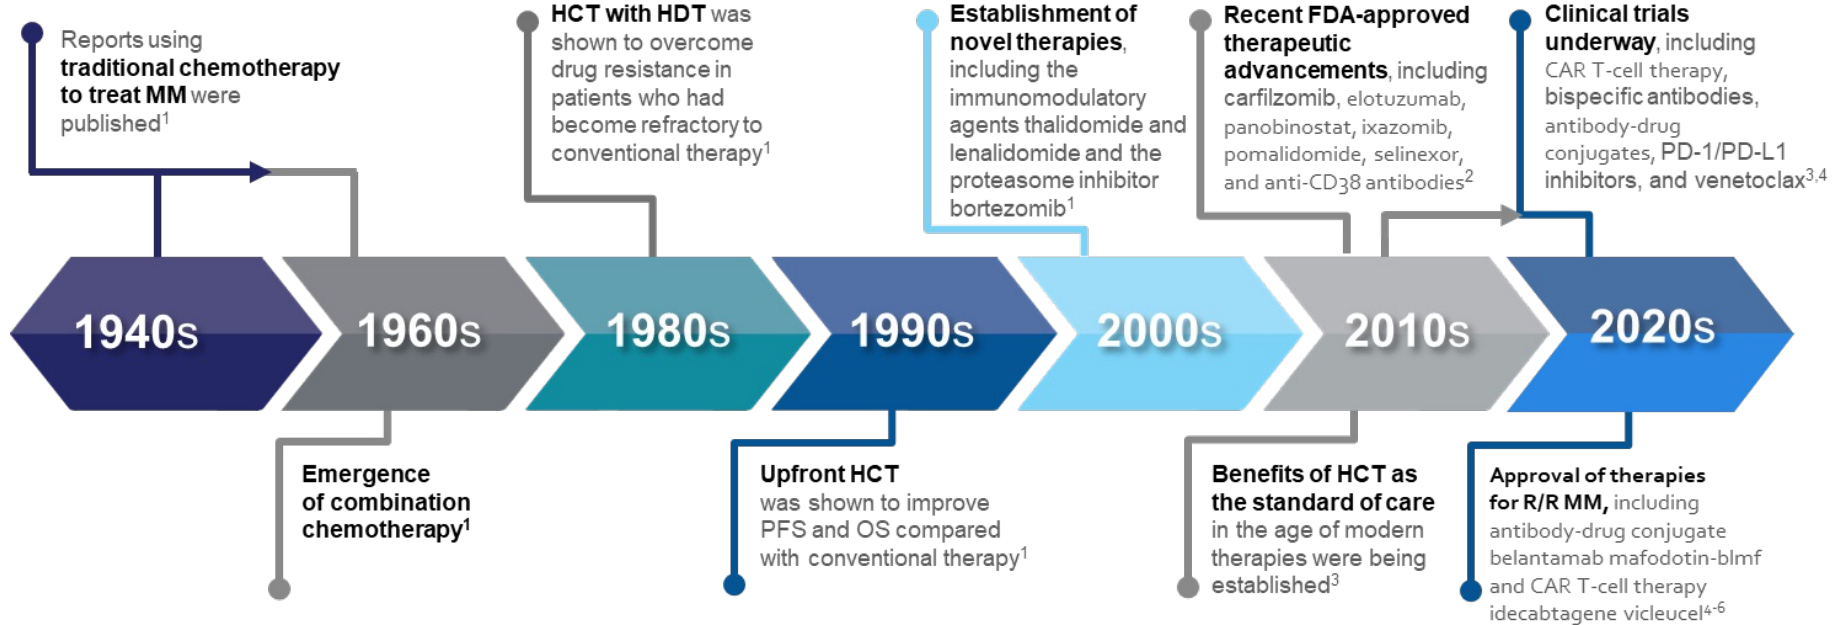 Reports using
traditional chemotherapy
to treat MM were
published¹
HCT with HDT was
shown to overcome
drug resistance in
patients who had
become refractory to
conventional therapy¹
Establishment of
novel therapies,
including the
immunomodulatory
agents thalidomide and
lenalidomide and the
proteasome inhibitor
bortezomib¹
Recent FDA-approved
therapeutic
advancements, including
carfilzomib, elotuzumab,
panobinostat, ixazomib,
pomalidomide, selinexor,
and anti-CD38 antibodies²
Clinical trials
underway, including
CAR T-cell therapy,
bispecific antibodies,
antibody-drug
conjugates, PD-1/PD-L1
inhibitors, and venetoclax³,⁴
1940s
1960s
1980s
1990s
2000s
2010s
2020s
Emergence
of combination
chemotherapy¹
Upfront HCT
was shown to improve
PFS and OS compared
with conventional therapy¹
Benefits of HCT as
the standard of care
in the age of modern
therapies were being
established³
Approval of therapies
for R/R MM, including
antibody-drug conjugate
belantamab mafodotin-blmf
and CAR T-cell therapy
idecabtagene vicleucel⁴⁻⁶